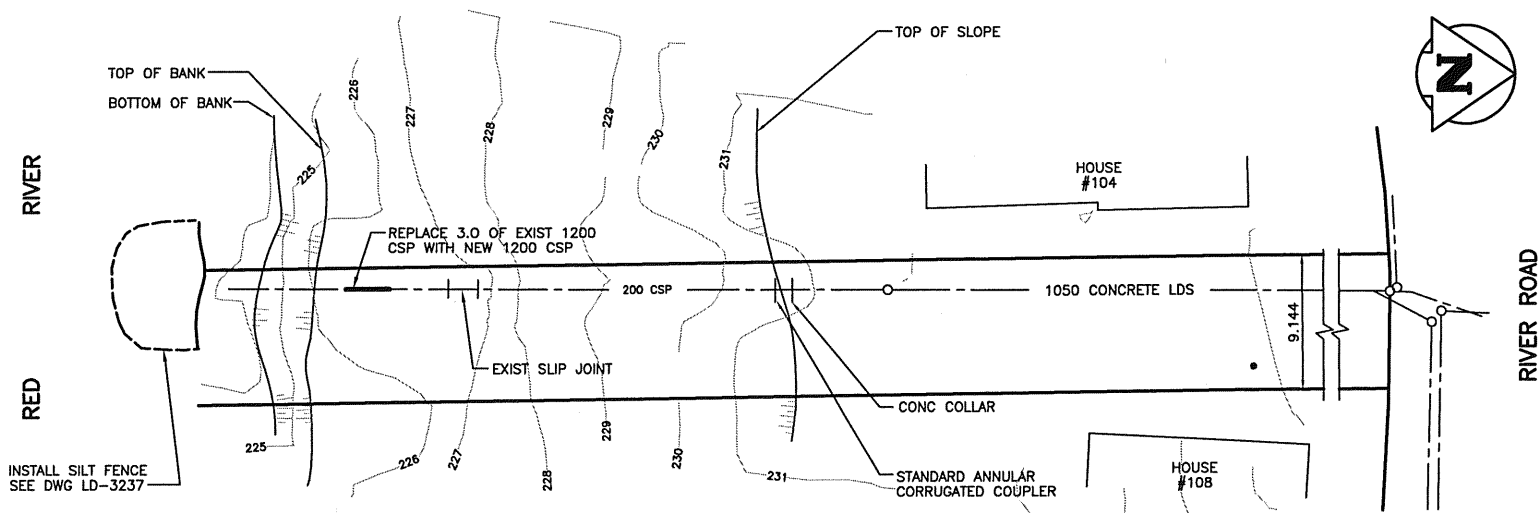 TOP OF SLOPE
TOP OF BANK
BOTTOM OF BANK
226
227
228
229
230
231
225
N
HOUSE
#104
RIVER
REPLACE 3.0 OF EXIST 1200
CSP WITH NEW 1200 CSP
200 CSP
1050 CONCRETE LDS
9.144
RIVER ROAD
EXIST SLIP JOINT
RED
CONC COLLAR
225
226
227
228
229
230
231
INSTALL SILT FENCE
SEE DWG LD-3237
STANDARD ANNULAR
CORRUGATED COUPLER
HOUSE
#108